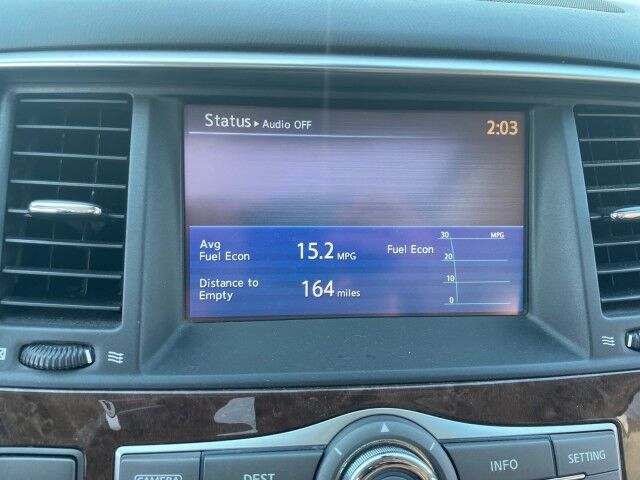 Status ▸ Audio OFF 2:03
Avg Fuel Econ 15.2 MPG
Fuel Econ
30 MPG
20
10
0
Distance to Empty 164 miles
CAMERA
DEST
INFO
SETTING